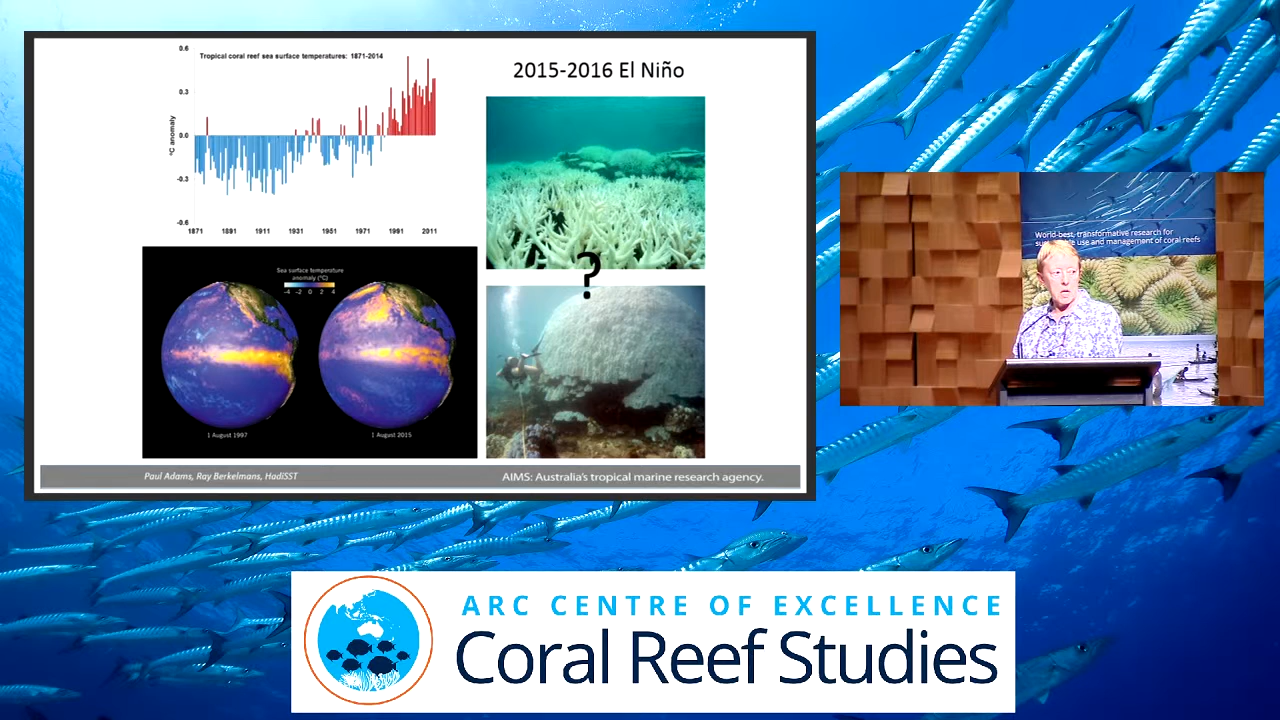 Tropical coral reef sea surface temperatures: 1871-2014
0.6
0.3
0.0
-0.3
-0.6
°C anomaly
1871 1891 1911 1931 1951 1971 1991 2011
2015-2016 El Niño
?
Sea surface temperature
anomaly (°C)
-4 -2 0 2 4
1 August 1997
1 August 2015
Paul Adams, Ray Berkelmans, HadiSST
AIMS: Australia's tropical marine research agency.
World-best, transformative research for
use and management of coral reefs
ARC CENTRE OF EXCELLENCE
Coral Reef Studies